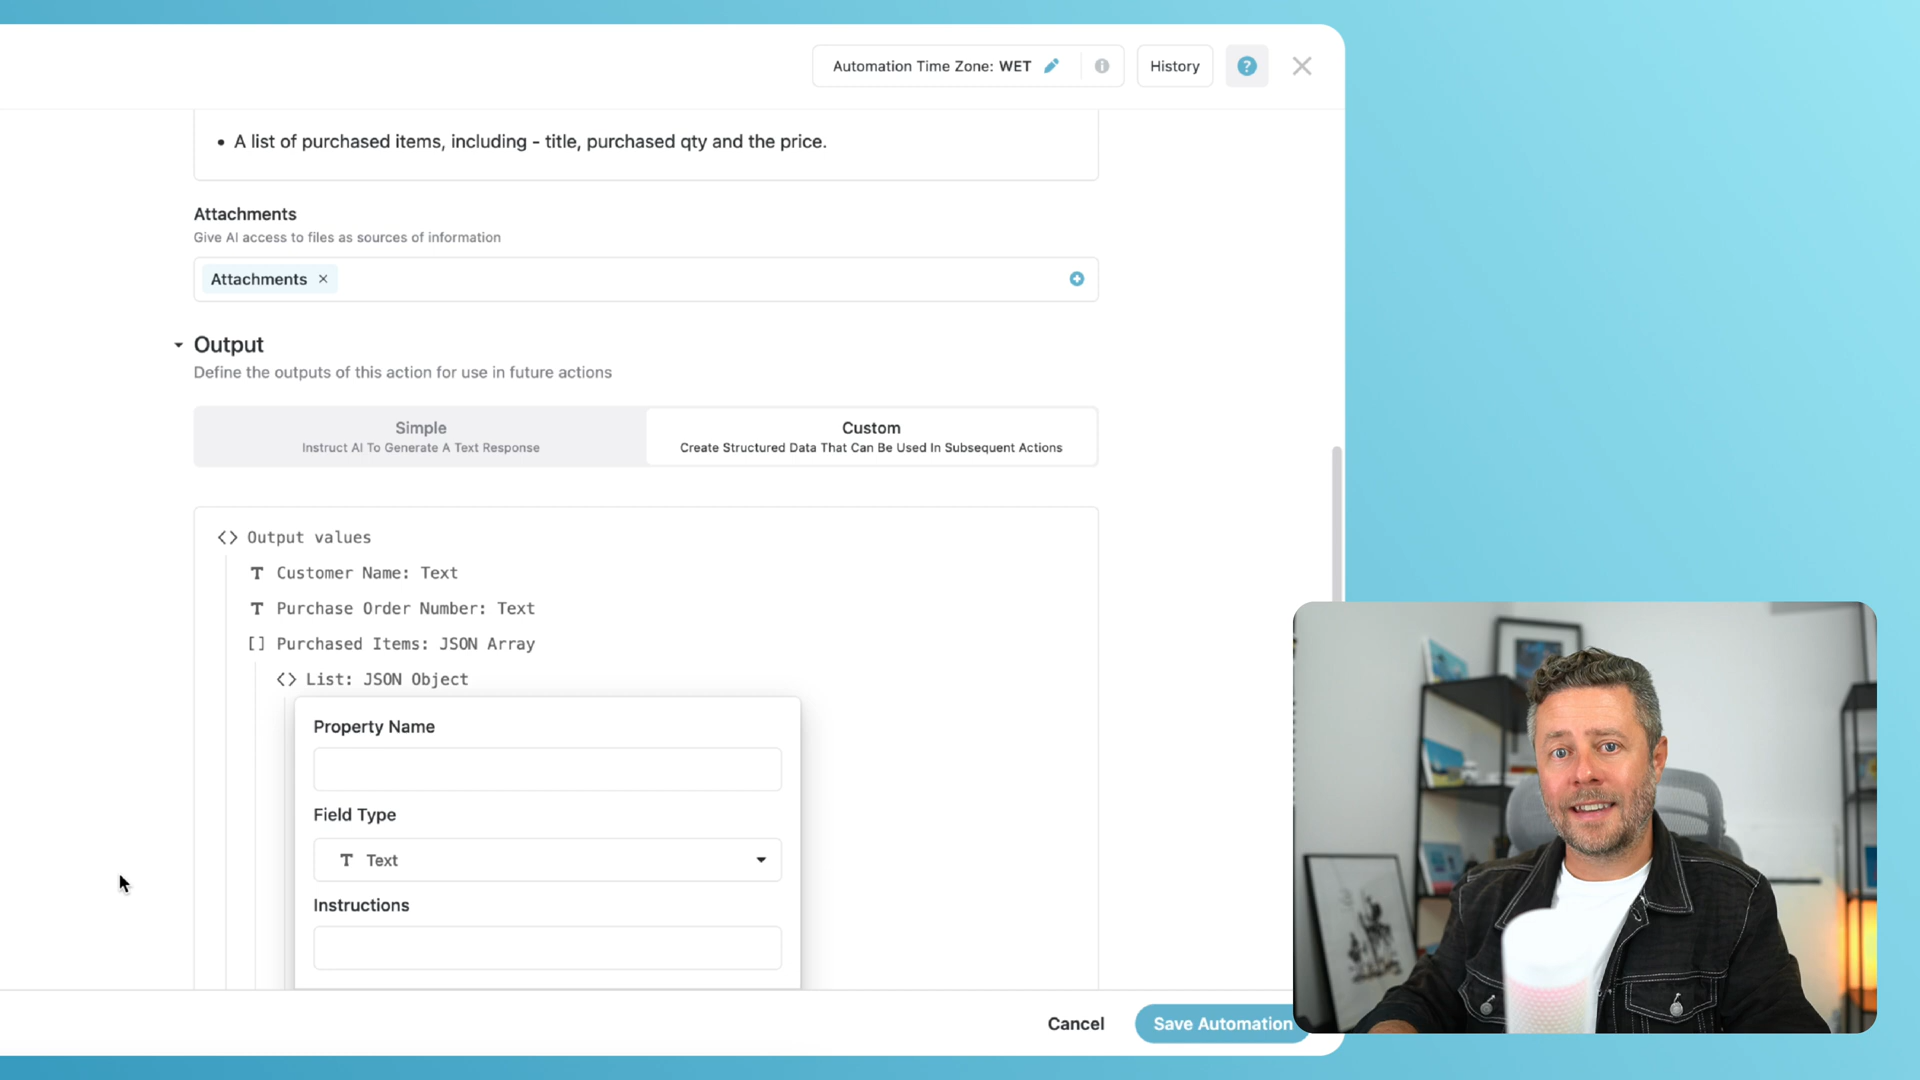 Automation Time Zone: WET
History
?
• A list of purchased items, including - title, purchased qty and the price.
Attachments
Give AI access to files as sources of information
Attachments ×
Output
Define the outputs of this action for use in future actions
Simple
Instruct AI To Generate A Text Response
Custom
Create Structured Data That Can Be Used In Subsequent Actions
<> Output values
T Customer Name: Text
T Purchase Order Number: Text
[] Purchased Items: JSON Array
<> List: JSON Object
Property Name
Field Type
T Text
Instructions
Cancel
Save Automation